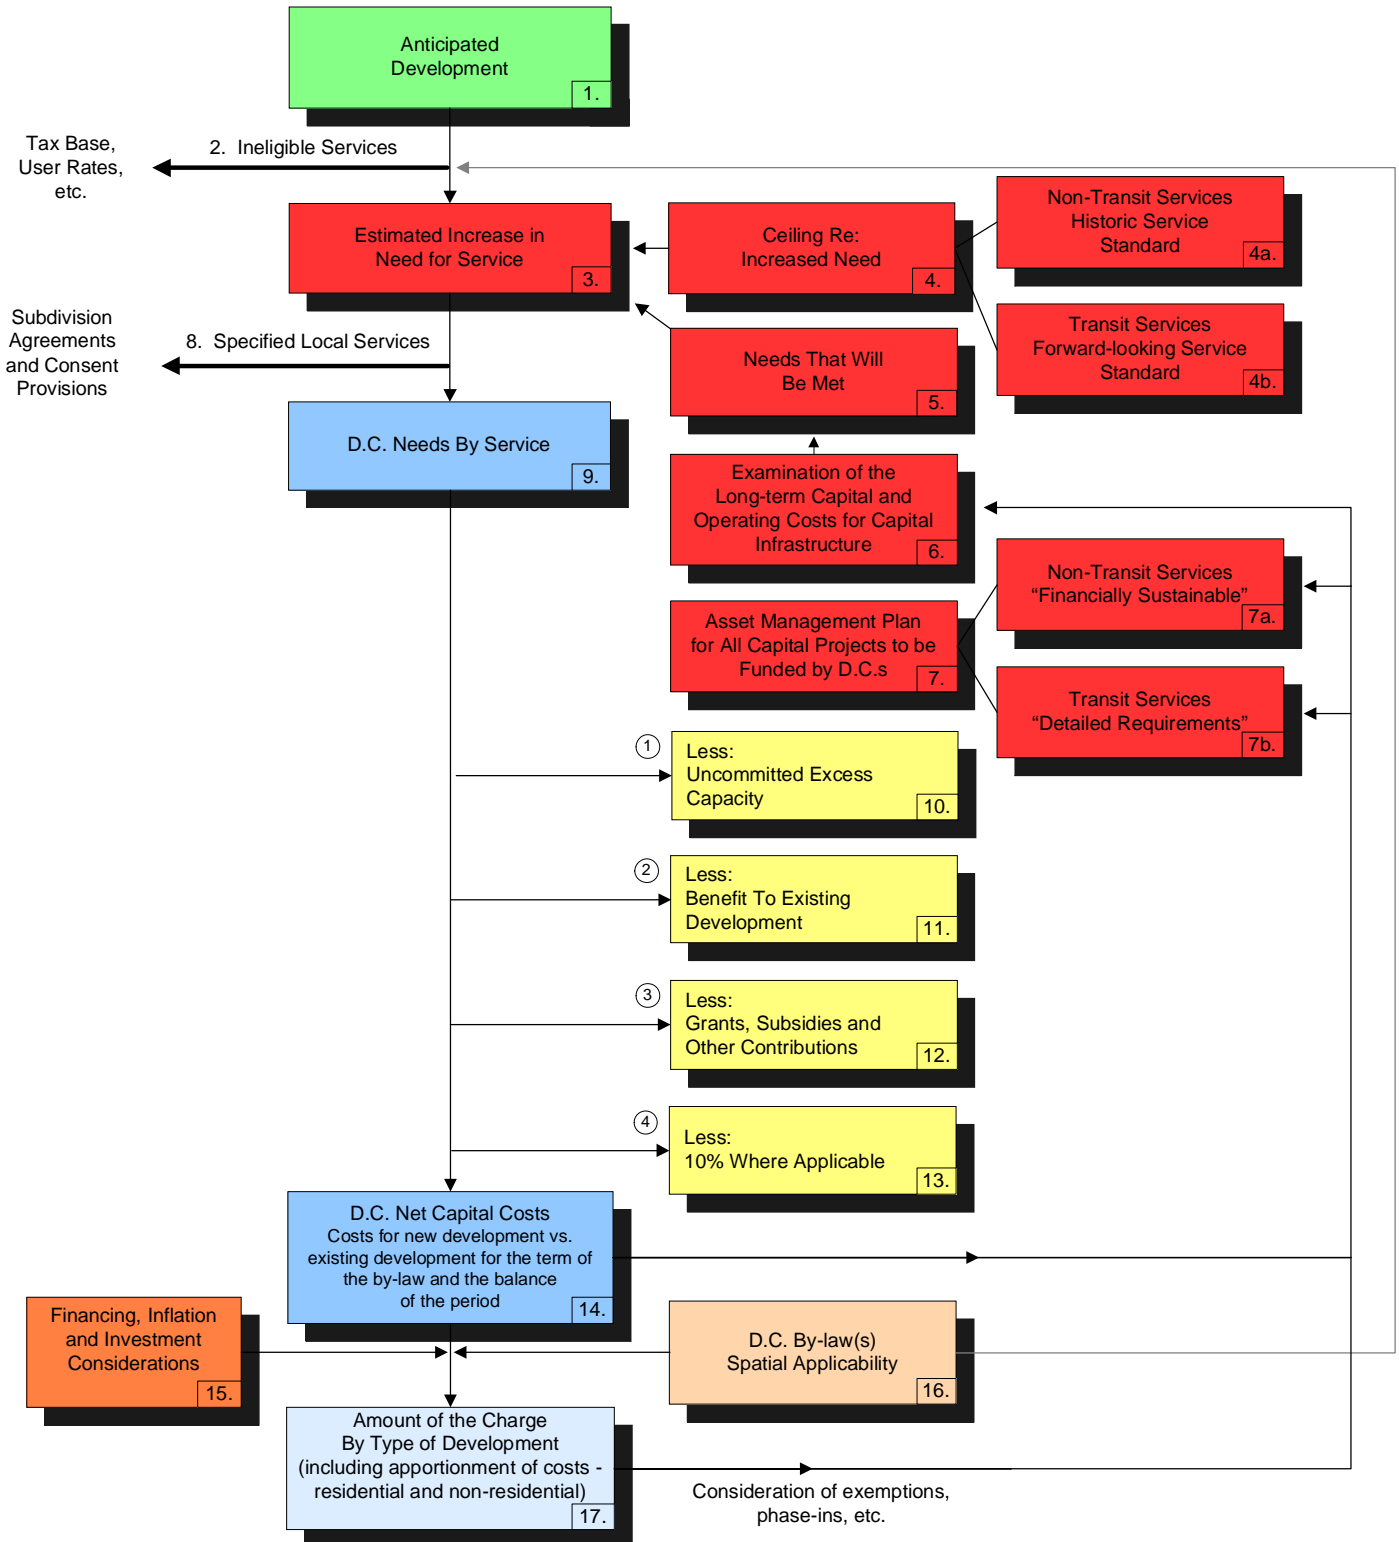 Anticipated
Development
1.
Tax Base,
User Rates,
etc.
2.  Ineligible Services
Estimated Increase in
Need for Service
3.
Ceiling Re:
Increased Need
4.
Non-Transit Services
Historic Service
Standard
4a.
Transit Services
Forward-looking Service
Standard
4b.
Subdivision
Agreements
and Consent
Provisions
8.  Specified Local Services
Needs That Will
Be Met
5.
D.C. Needs By Service
9.
Examination of the
Long-term Capital and
Operating Costs for Capital
Infrastructure
6.
Non-Transit Services
“Financially Sustainable”
7a.
Asset Management Plan
for All Capital Projects to be
Funded by D.C.s
7.
Transit Services
“Detailed Requirements”
7b.
1
Less:
Uncommitted Excess
Capacity
10.
2
Less:
Benefit To Existing
Development
11.
3
Less:
Grants, Subsidies and
Other Contributions
12.
4
Less:
10% Where Applicable
13.
D.C. Net Capital Costs
Costs for new development vs.
existing development for the term of
the by-law and the balance
of the period
14.
Financing, Inflation
and Investment
Considerations
15.
D.C. By-law(s)
Spatial Applicability
16.
Amount of the Charge
By Type of Development
(including apportionment of costs -
residential and non-residential)
17.
Consideration of exemptions,
phase-ins, etc.